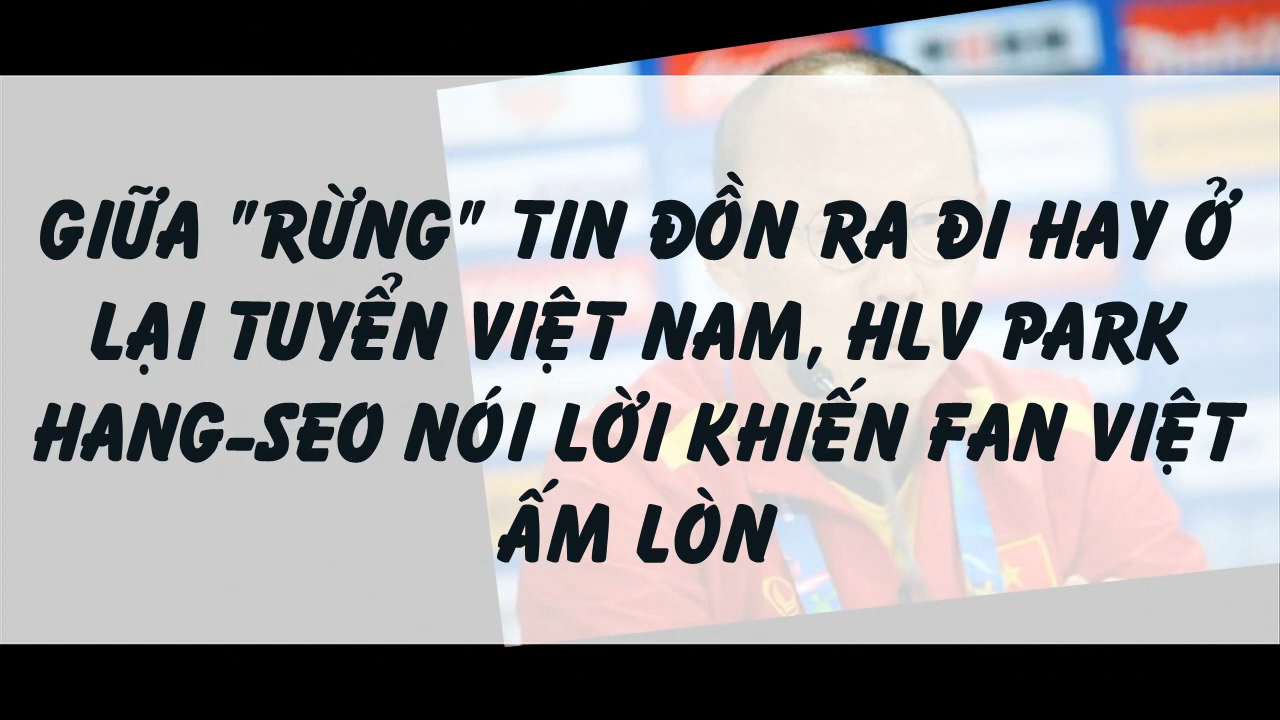 GIỮA "RỪNG" TIN ĐỒN RA ĐI HAY Ở
LẠI TUYỂN VIỆT NAM, HLV PARK
HANG-SEO NÓI LỜI KHIẾN FAN VIỆT
ẤM LÒN